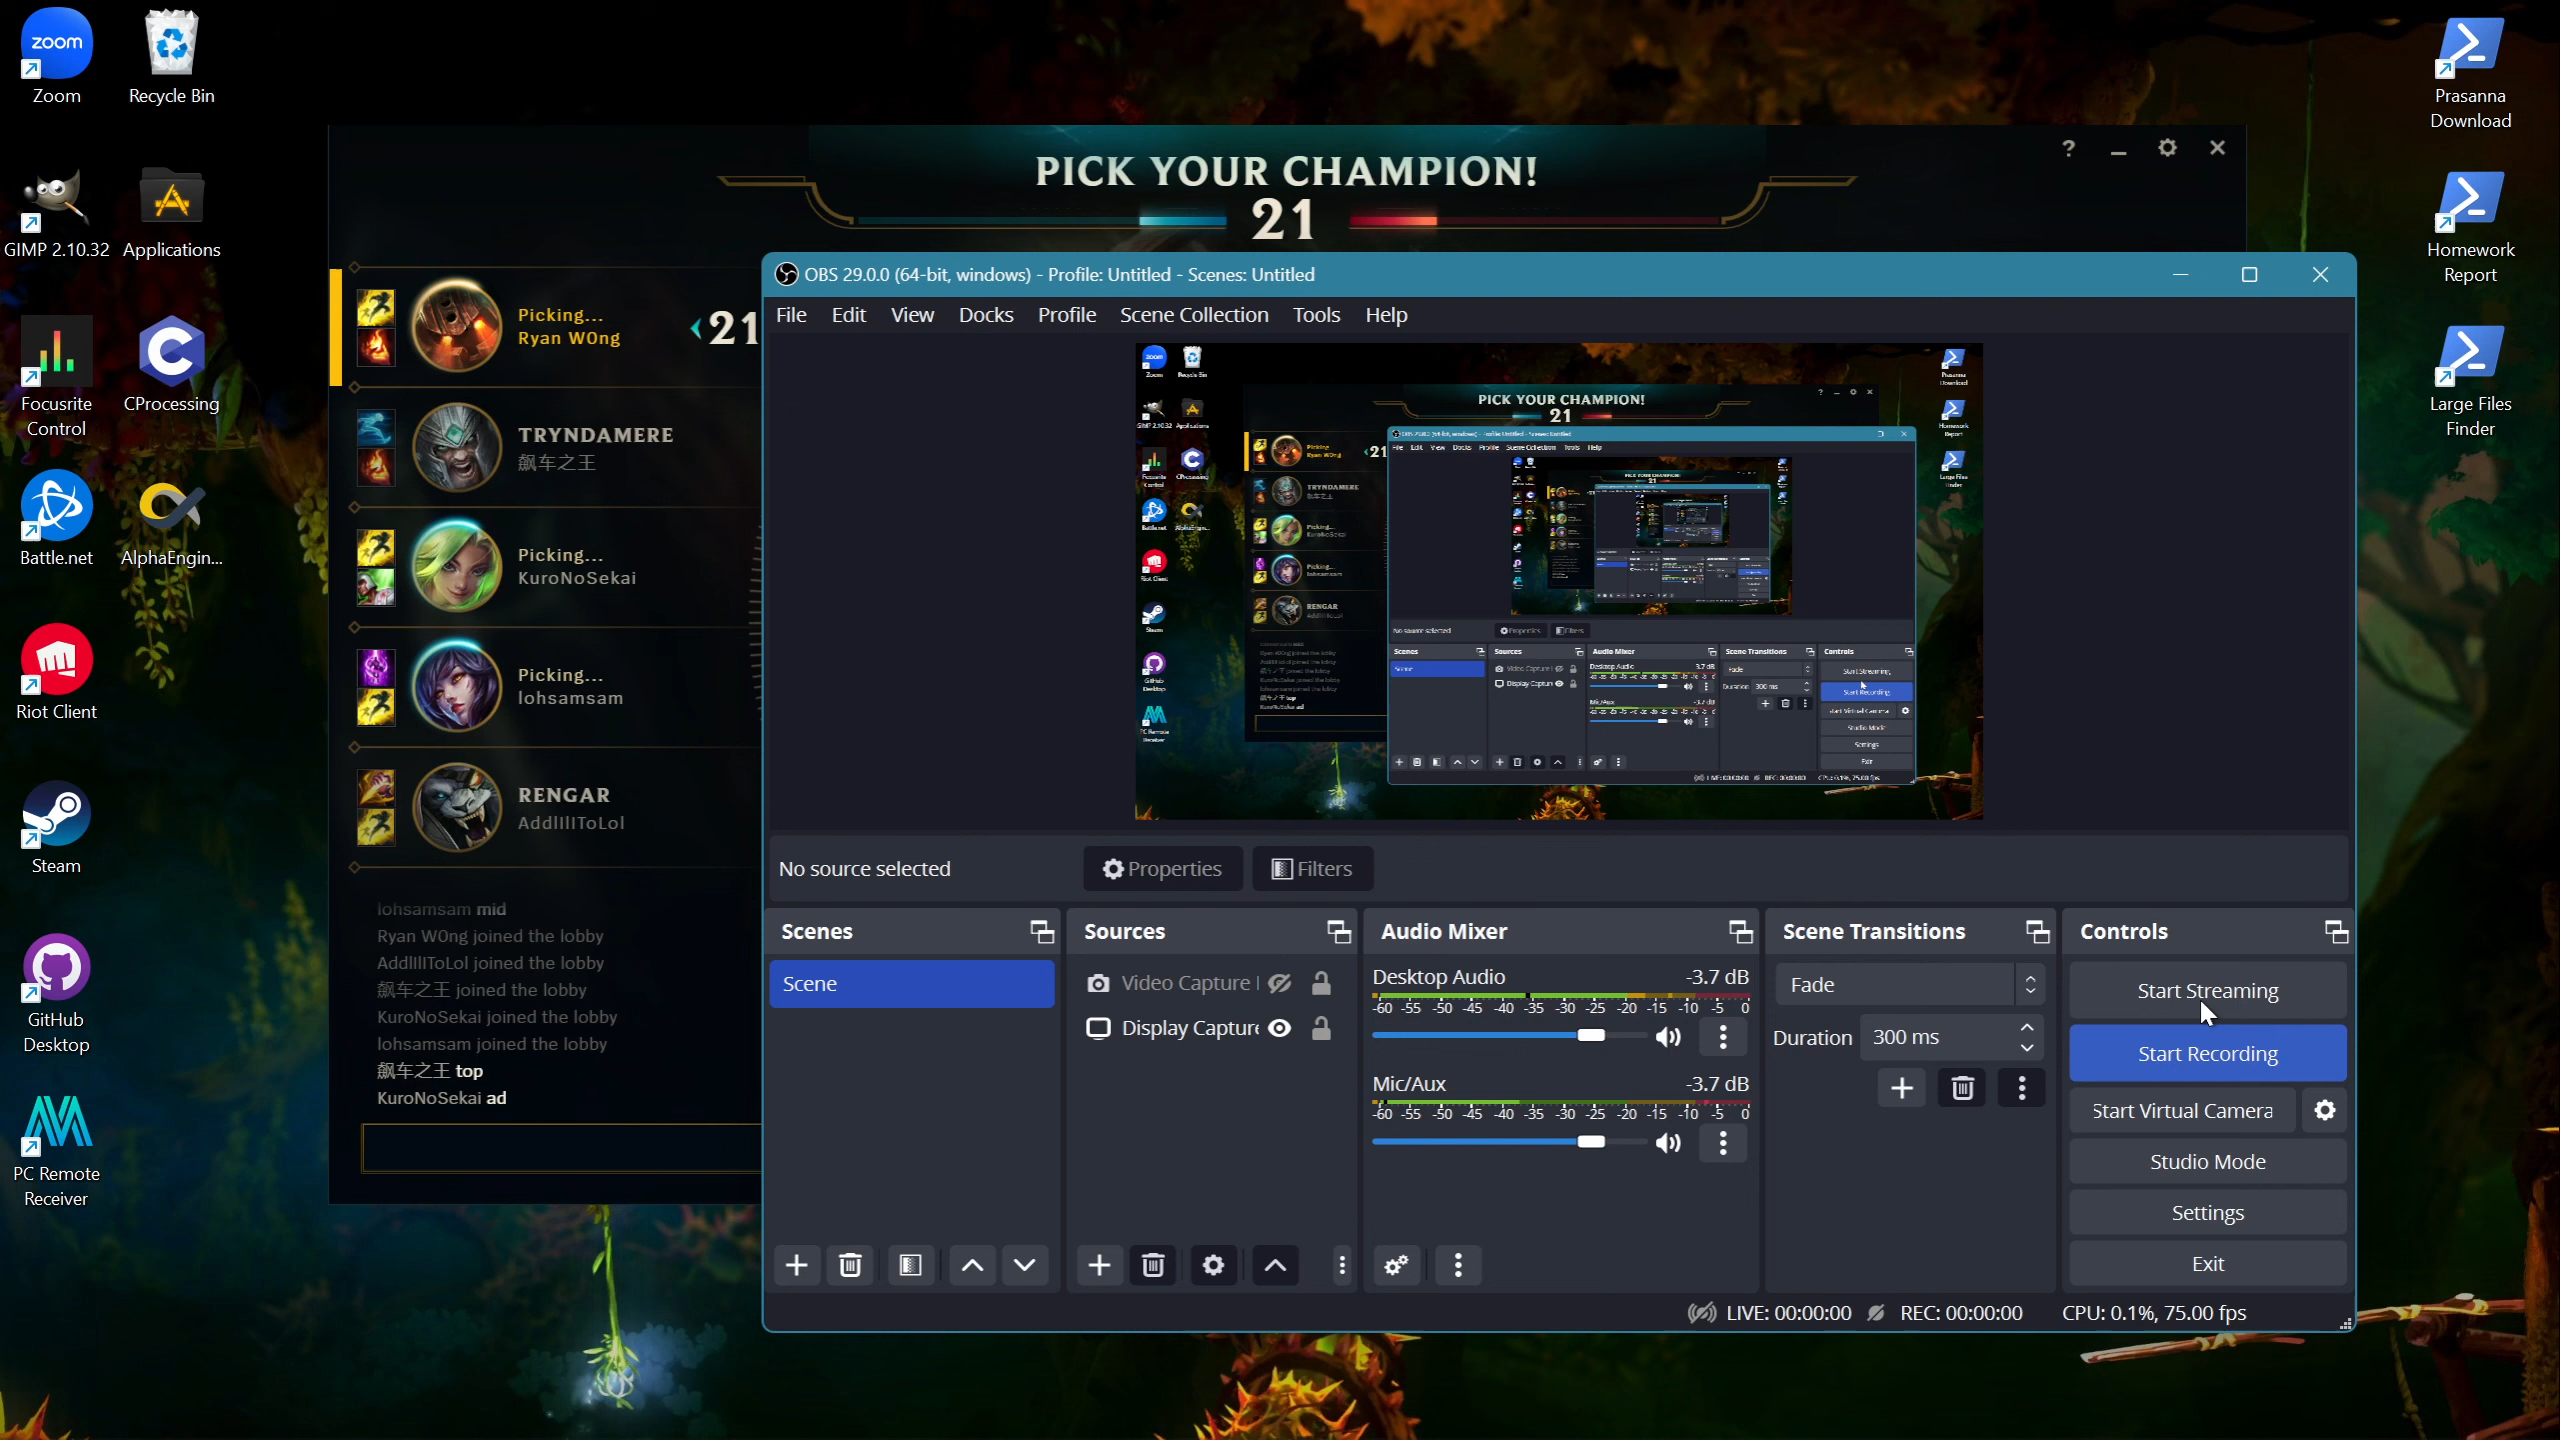 zoom
Zoom
Recycle Bin
GIMP 2.10.32
Applications
Focusrite
Control
CProcessing
Battle.net
AlphaEngin...
Riot Client
Steam
GitHub
Desktop
PC Remote
Receiver
Prasanna
Download
Homework
Report
Large Files
Finder
PICK YOUR CHAMPION!
21
Picking...
Ryan W0ng
21
TRYNDAMERE
飙车之王
Picking...
KuroNoSekai
Picking...
lohsamsam
RENGAR
lohsamsam mid
Ryan W0ng joined the lobby
飙车之王 joined the lobby
KuroNoSekai joined the lobby
lohsamsam joined the lobby
飙车之王 top
KuroNoSekai ad
OBS 29.0.0 (64-bit, windows) - Profile: Untitled - Scenes: Untitled
File Edit View Docks Profile Scene Collection Tools Help
PICK YOUR CHAMPION!
21
No source selected
Properties
Filters
Scenes
Scene
Sources
Video Capture
Display Capture
Audio Mixer
Desktop Audio -3.7 dB
-60 -55 -50 -45 -40 -35 -30 -25 -20 -15 -10 -5 0
Mic/Aux -3.7 dB
-60 -55 -50 -45 -40 -35 -30 -25 -20 -15 -10 -5 0
Scene Transitions
Fade
Duration 300 ms
Controls
Start Streaming
Start Recording
Start Virtual Camera
Studio Mode
Settings
Exit
LIVE: 00:00:00 REC: 00:00:00 CPU: 0.1%, 75.00 fps